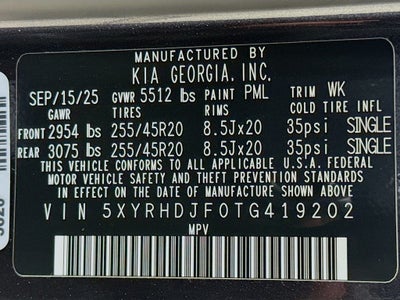 MANUFACTURED BY
KIA GEORGIA. INC.
SEP/15/25 GVWR 5512 lbs PAINT PML TRIM WK
GAWR TIRES RIMS COLD TIRE INFL
FRONT 2954 lbs 255/45R20 8.5Jx20 35psi SINGLE
REAR 3075 lbs 255/45R20 8.5Jx20 35psi SINGLE
THIS VEHICLE CONFORMS TO ALL APPLICABLE U.S.A. FEDERAL
MOTOR VEHICLE SAFETY, BUMPER, AND THEFT PREVENTION STANDARDS
IN EFFECT ON THE DATE OF MANUFACTURE SHOWN ABOVE
VIN 5XYRHDJF0TG419202
MPV